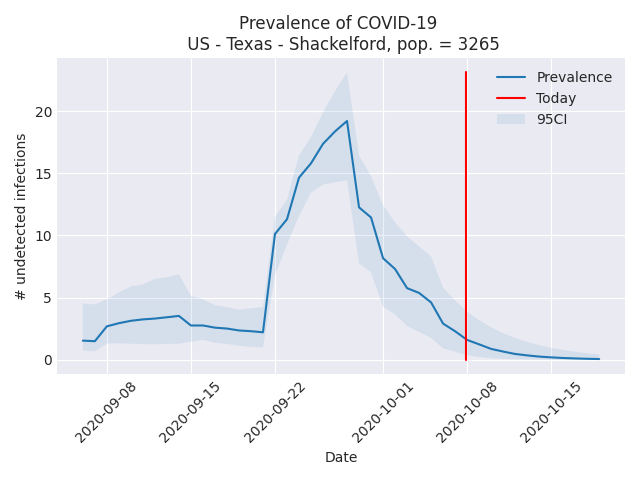 Prevalence of COVID-19
US - Texas - Shackelford, pop. = 3265
# undetected infections
20
15
10
5
0
Prevalence
Today
95CI
2020-09-08
2020-09-15
2020-09-22
2020-10-01
2020-10-08
2020-10-15
Date